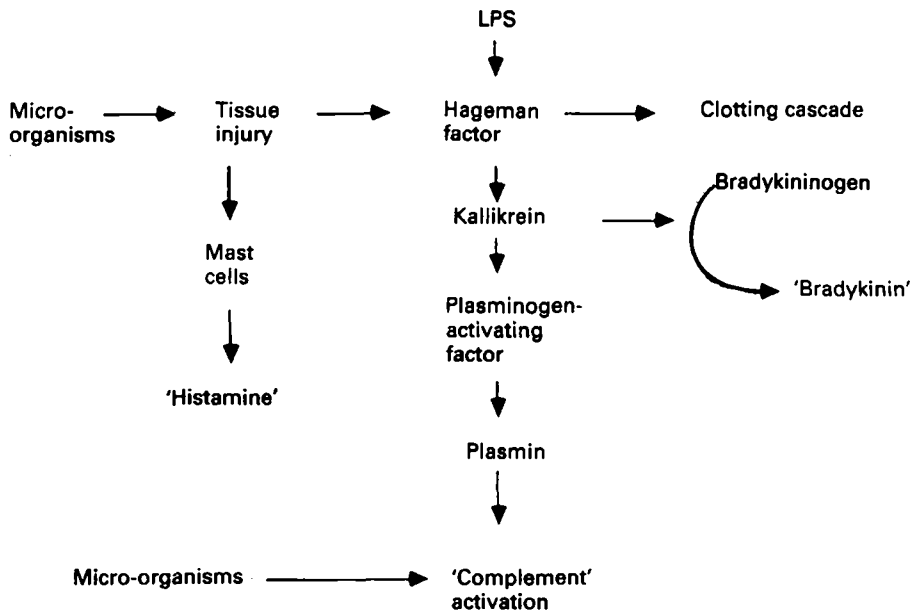 LPS
Micro-
organisms
Tissue
injury
Hageman
factor
Clotting cascade
Bradykininogen
Kallikrein
Mast
cells
'Bradykinin'
Plasminogen-
activating
factor
'Histamine'
Plasmin
Micro-organisms
'Complement'
activation